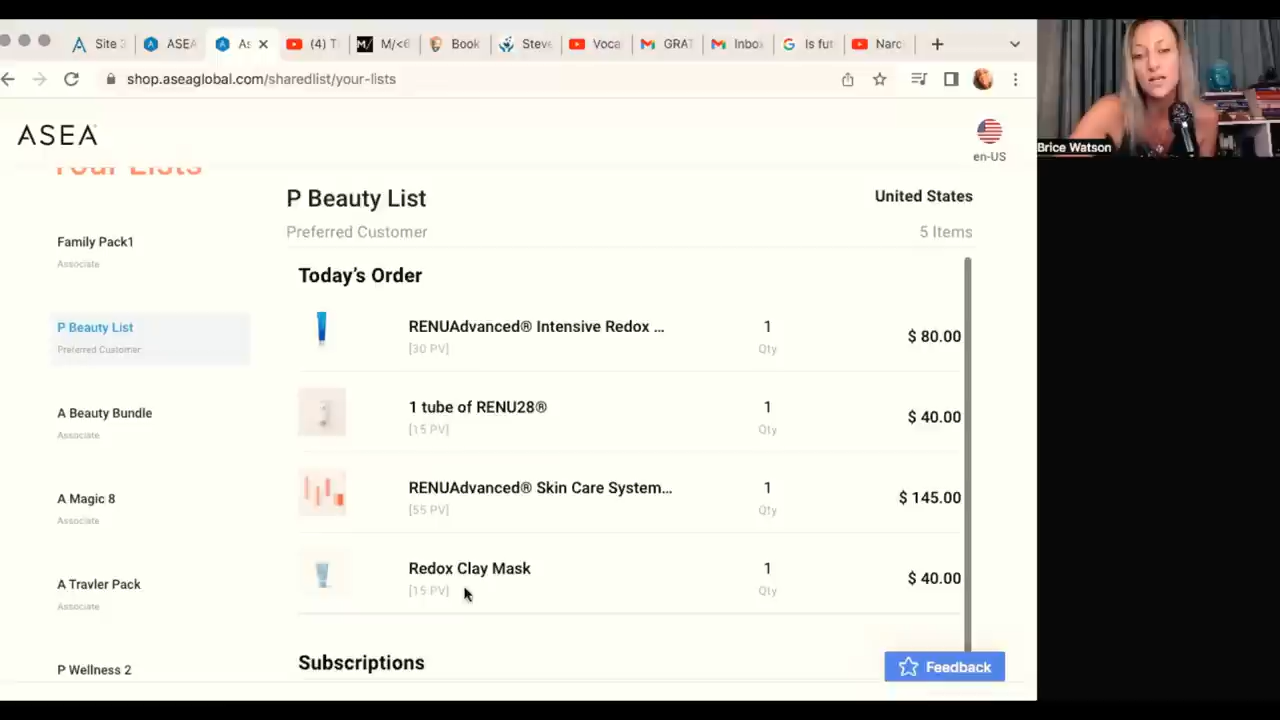 Site
ASEA
As
(4) T
M/<6
Book
Steve
Voca
GRAT
Inbo
Is fut
Narc
shop.aseaglobal.com/sharedlist/your-lists
ASEA
en-US
Brice Watson
Your Lists
P Beauty List
United States
Preferred Customer
5 Items
Family Pack1
Associate
P Beauty List
Preferred Customer
A Beauty Bundle
Associate
A Magic 8
Associate
A Travler Pack
Associate
P Wellness 2
Today's Order
RENUAdvanced® Intensive Redox ...
1
$ 80.00
[30 PV]
Qty
1 tube of RENU28®
1
$ 40.00
[15 PV]
Qty
RENUAdvanced® Skin Care System...
1
$ 145.00
[55 PV]
Qty
Redox Clay Mask
1
$ 40.00
[15 PV]
Qty
Subscriptions
Feedback